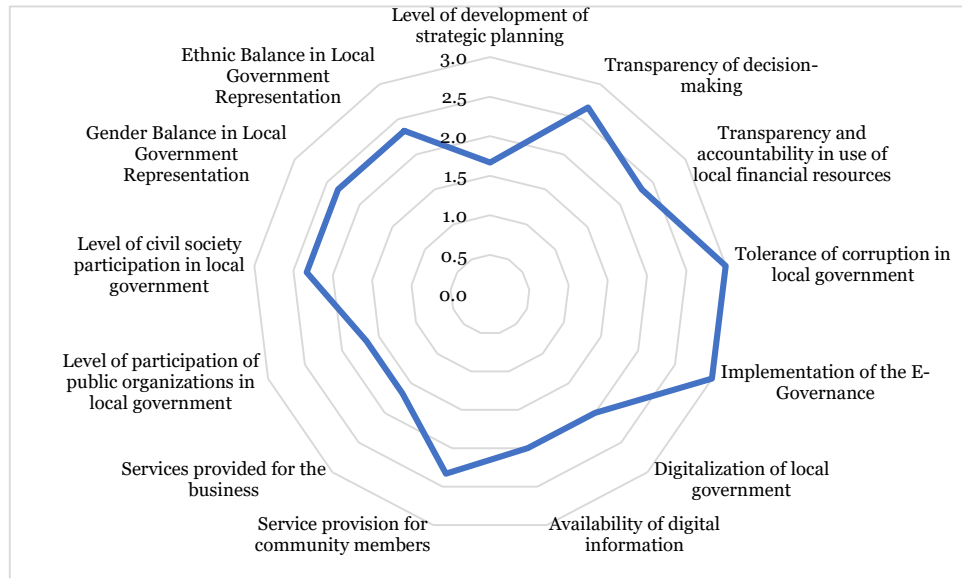 Level of development of
strategic planning
Transparency of decision-
making
Transparency and
accountability in use of
local financial resources
Tolerance of corruption in
local government
Implementation of the E-
Governance
Digitalization of local
government
Availability of digital
information
Service provision for
community members
Services provided for the
business
Level of participation of
public organizations in
local government
Level of civil society
participation in local
government
Gender Balance in Local
Government
Representation
Ethnic Balance in Local
Government
Representation
3.0
2.5
2.0
1.5
1.0
0.5
0.0